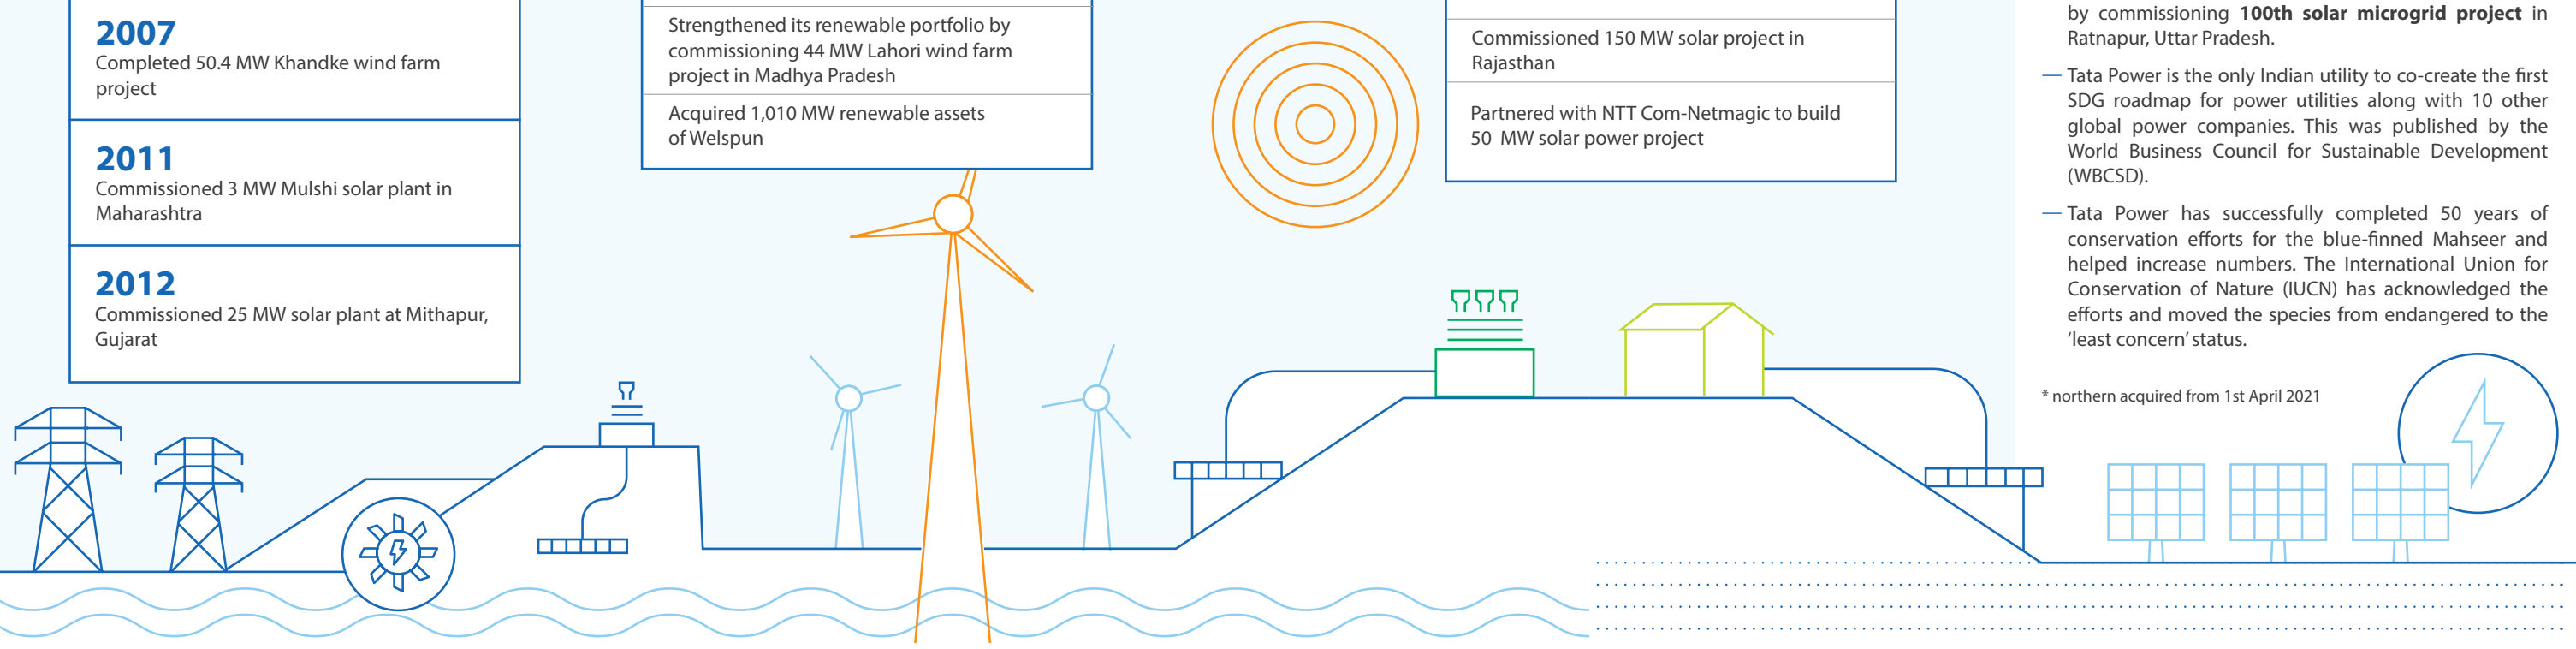 2007
Completed 50.4 MW Khandke wind farm
project
2011
Commissioned 3 MW Mulshi solar plant in
Maharashtra
2012
Commissioned 25 MW solar plant at Mithapur,
Gujarat
Strengthened its renewable portfolio by
commissioning 44 MW Lahori wind farm
project in Madhya Pradesh
Acquired 1,010 MW renewable assets
of Welspun
Commissioned 150 MW solar project in
Rajasthan
Partnered with NTT Com-Netmagic to build
50 MW solar power project
by commissioning 100th solar microgrid project in
Ratnapur, Uttar Pradesh.
— Tata Power is the only Indian utility to co-create the first
SDG roadmap for power utilities along with 10 other
global power companies. This was published by the
World Business Council for Sustainable Development
(WBCSD).
— Tata Power has successfully completed 50 years of
conservation efforts for the blue-finned Mahseer and
helped increase numbers. The International Union for
Conservation of Nature (IUCN) has acknowledged the
efforts and moved the species from endangered to the
‘least concern’ status.
* northern acquired from 1st April 2021